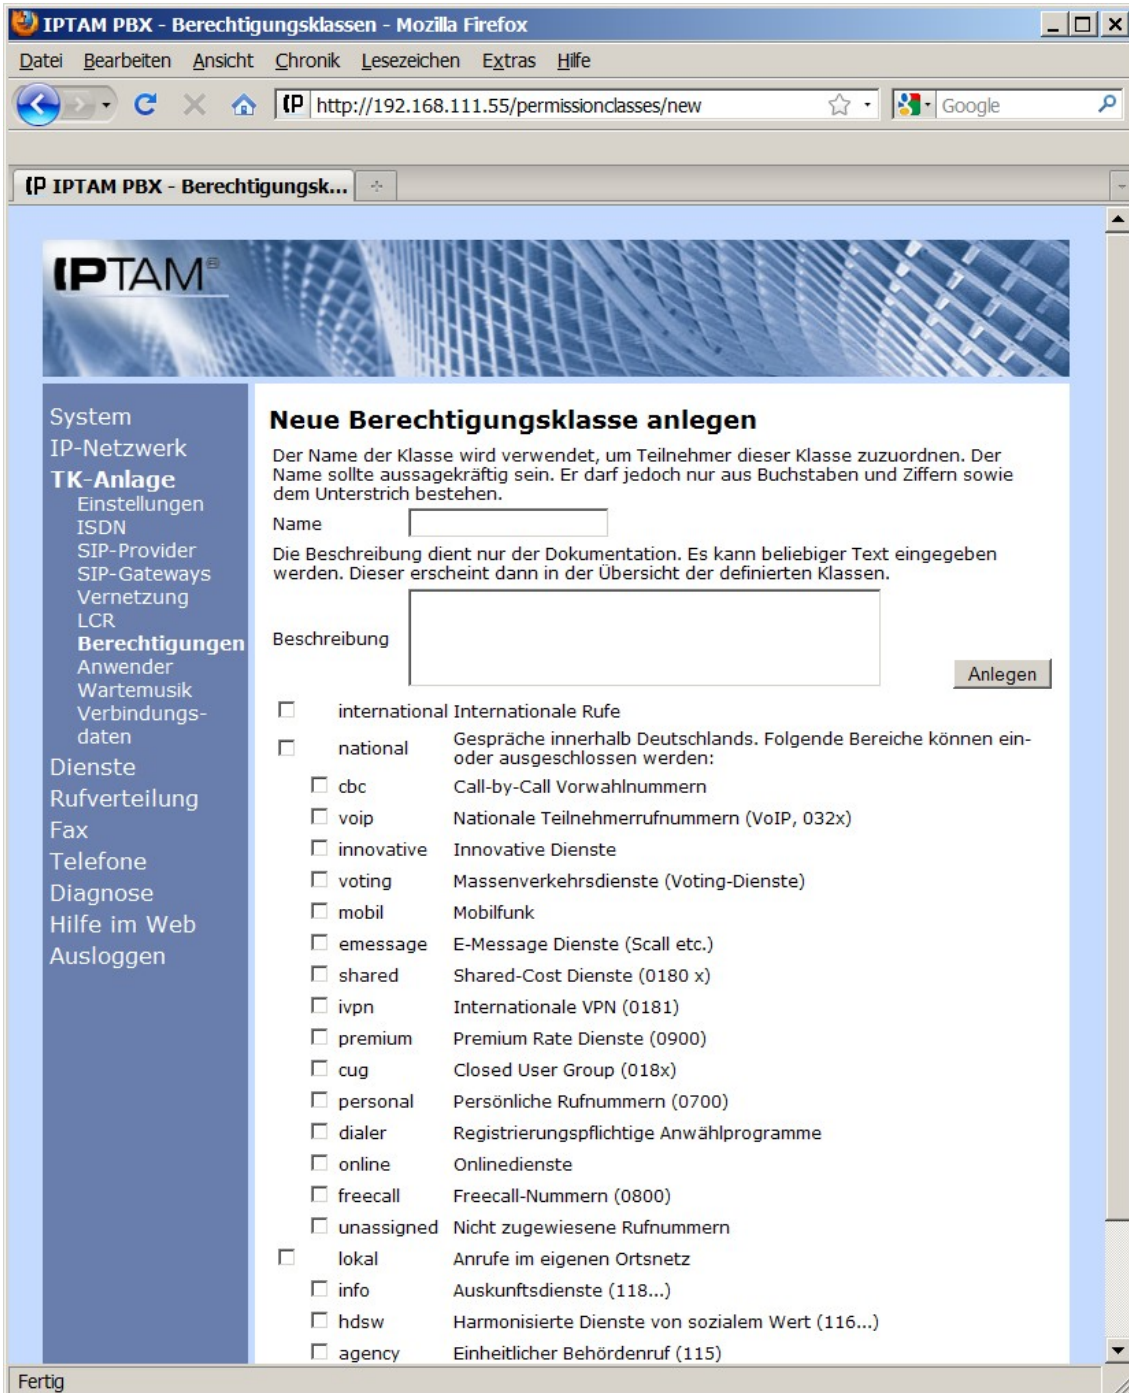 IPTAM PBX - Berechtigungsklassen - Mozilla Firefox
Datei Bearbeiten Ansicht Chronik Lesezeichen Extras Hilfe
(P http://192.168.111.55/permissionclasses/new Google
(P IPTAM PBX - Berechtigungsk...
IPTAM®
System
IP-Netzwerk
TK-Anlage
Einstellungen
ISDN
SIP-Provider
SIP-Gateways
Vernetzung
LCR
Berechtigungen
Anwender
Wartemusik
Verbindungs-
daten
Dienste
Rufverteilung
Fax
Telefone
Diagnose
Hilfe im Web
Ausloggen
Neue Berechtigungsklasse anlegen
Der Name der Klasse wird verwendet, um Teilnehmer dieser Klasse zuzuordnen. Der
Name sollte aussagekräftig sein. Er darf jedoch nur aus Buchstaben und Ziffern sowie
dem Unterstrich bestehen.
Name
Die Beschreibung dient nur der Dokumentation. Es kann beliebiger Text eingegeben
werden. Dieser erscheint dann in der Übersicht der definierten Klassen.
Beschreibung
Anlegen
international Internationale Rufe
national Gespräche innerhalb Deutschlands. Folgende Bereiche können ein-
oder ausgeschlossen werden:
cbc Call-by-Call Vorwahlnummern
voip Nationale Teilnehmerrufnummern (VoIP, 032x)
innovative Innovative Dienste
voting Massenverkehrsdienste (Voting-Dienste)
mobil Mobilfunk
emessage E-Message Dienste (Scall etc.)
shared Shared-Cost Dienste (0180 x)
ivpn Internationale VPN (0181)
premium Premium Rate Dienste (0900)
cug Closed User Group (018x)
personal Persönliche Rufnummern (0700)
dialer Registrierungspflichtige Anwählprogramme
online Onlinedienste
freecall Freecall-Nummern (0800)
unassigned Nicht zugewiesene Rufnummern
lokal Anrufe im eigenen Ortsnetz
info Auskunftsdienste (118...)
hdsw Harmonisierte Dienste von sozialem Wert (116...)
agency Einheitlicher Behördenruf (115)
Fertig